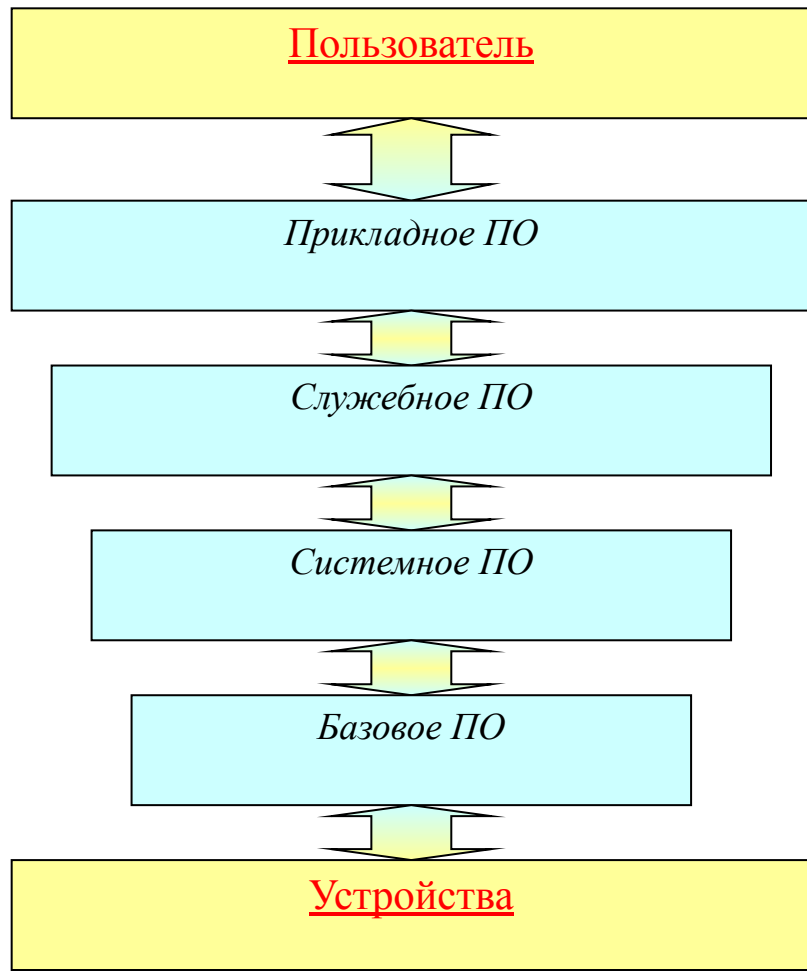 Пользователь
Прикладное ПО
Служебное ПО
Системное ПО
Базовое ПО
Устройства